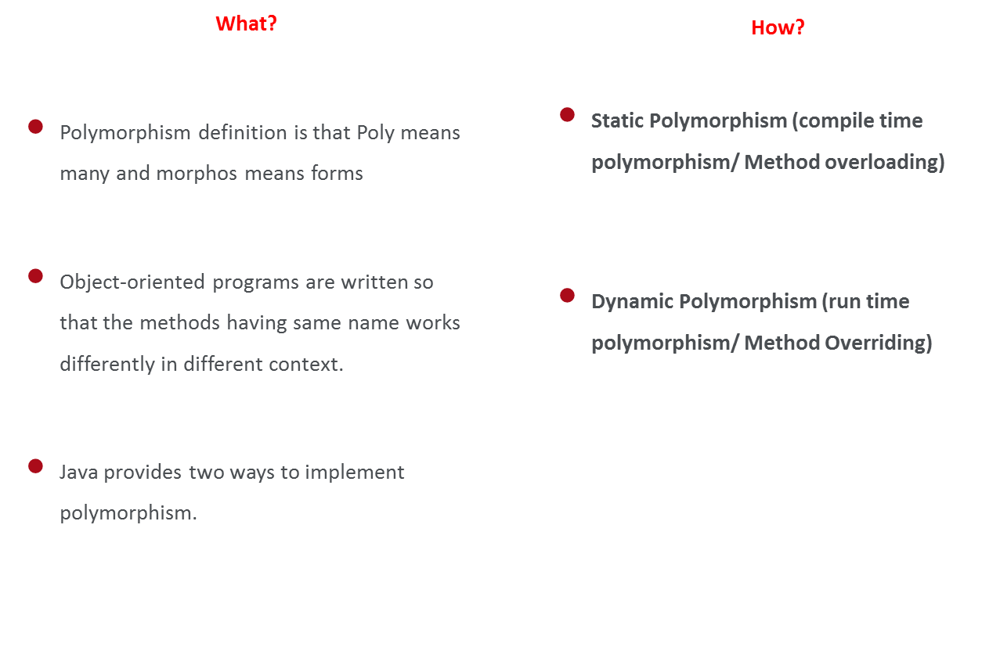 What?
Polymorphism definition is that Poly means
many and morphos means forms
Object-oriented programs are written so
that the methods having same name works
differently in different context.
Java provides two ways to implement
polymorphism.
How?
Static Polymorphism (compile time
polymorphism/ Method overloading)
Dynamic Polymorphism (run time
polymorphism/ Method Overriding)